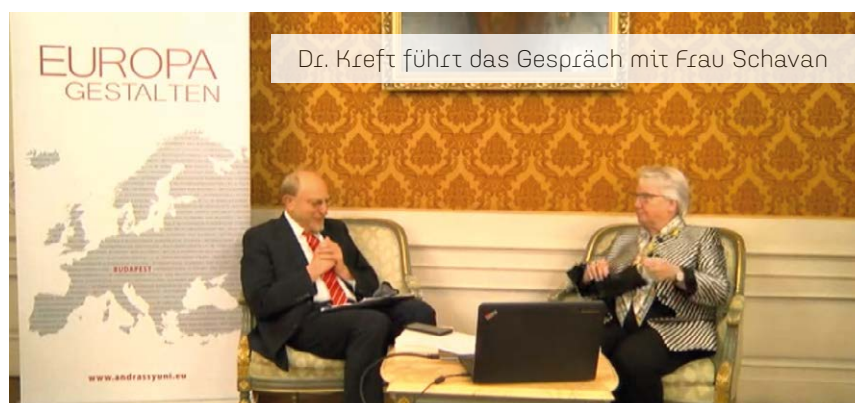 EUROPA
GESTALTEN
Dr. Kreft führt das Gespräch mit Frau Schavan
BUDAPEST
www.andrassyuni.eu